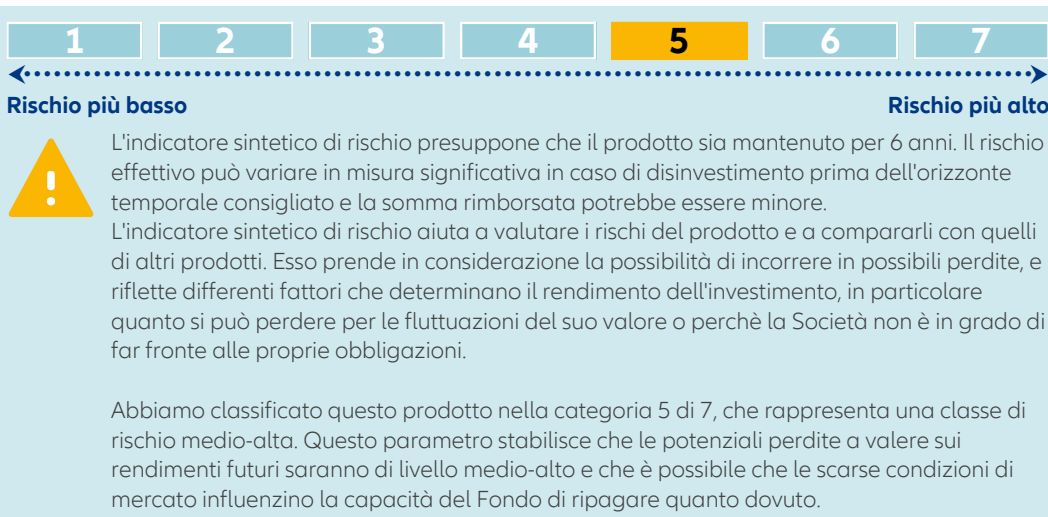 1 2 3 4 5 6 7
Rischio più basso Rischio più alto
L'indicatore sintetico di rischio presuppone che il prodotto sia mantenuto per 6 anni. Il rischio
effettivo può variare in misura significativa in caso di disinvestimento prima dell'orizzonte
temporale consigliato e la somma rimborsata potrebbe essere minore.
L'indicatore sintetico di rischio aiuta a valutare i rischi del prodotto e a compararli con quelli
di altri prodotti. Esso prende in considerazione la possibilità di incorrere in possibili perdite, e
riflette differenti fattori che determinano il rendimento dell'investimento, in particolare
quanto si può perdere per le fluttuazioni del suo valore o perchè la Società non è in grado di
far fronte alle proprie obbligazioni.
Abbiamo classificato questo prodotto nella categoria 5 di 7, che rappresenta una classe di
rischio medio-alta. Questo parametro stabilisce che le potenziali perdite a valere sui
rendimenti futuri saranno di livello medio-alto e che è possibile che le scarse condizioni di
mercato influenzino la capacità del Fondo di ripagare quanto dovuto.